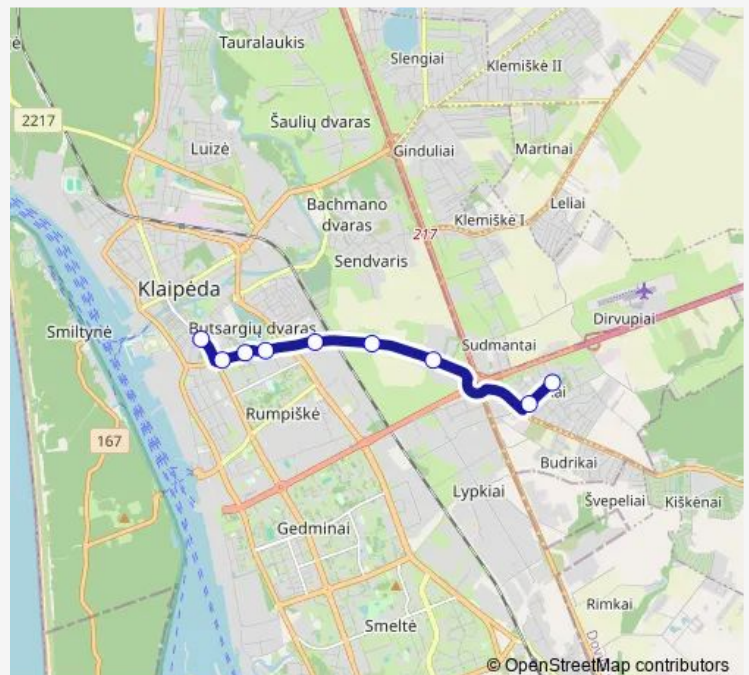 Tauralaukis
Slengiai
Klemiškė II
2217
Šaulių dvaras
Luizė
Ginduliai
Martinai
Bachmano
dvaras
Leliai
Klemiškė I
217
Sendvaris
Klaipėda
Dirvupiai
Smiltynė
Butsargių dvaras
Sudmantai
Rumpiškė
167
Budrikai
Lypkiai
Švepeliai
Kiškėnai
Gedminai
Rimkai
Smeltė
© OpenStreetMap contributors